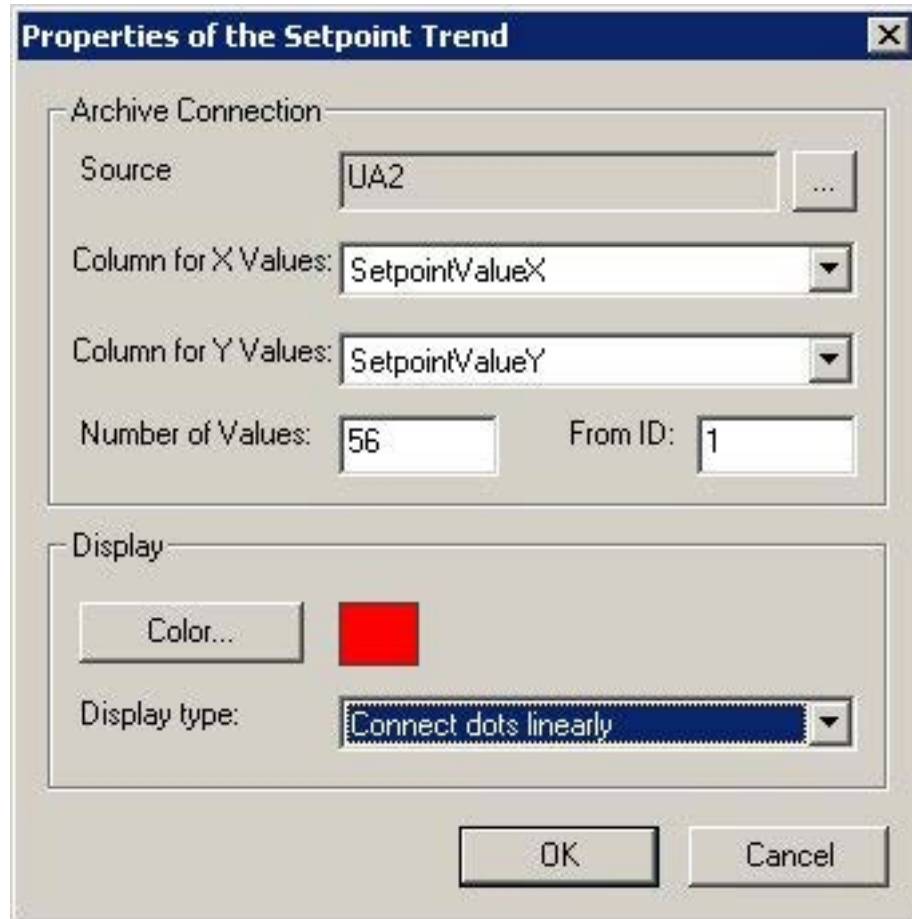 Properties of the Setpoint Trend
Archive Connection
Source UA2 ...
Column for X Values: SetpointValueX
Column for Y Values: SetpointValueY
Number of Values: 56 From ID: 1
Display
Color...
Display type: Connect dots linearly
OK Cancel